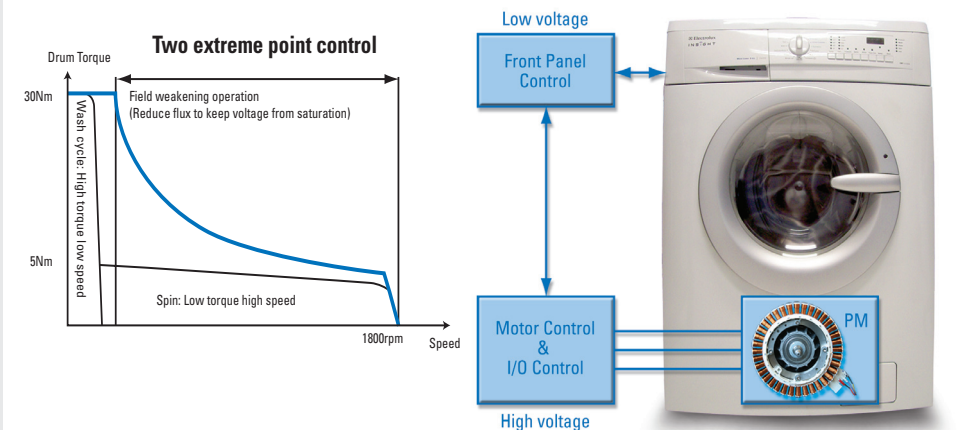 Two extreme point control
Drum Torque
30Nm
Field weakening operation
(Reduce flux to keep voltage from saturation)
Wash cycle: High torque low speed
5Nm
Spin: Low torque high speed
1800rpm
Speed
Low voltage
Front Panel
Control
Motor Control
&
I/O Control
High voltage
Electrolux
INSIGHT
PM